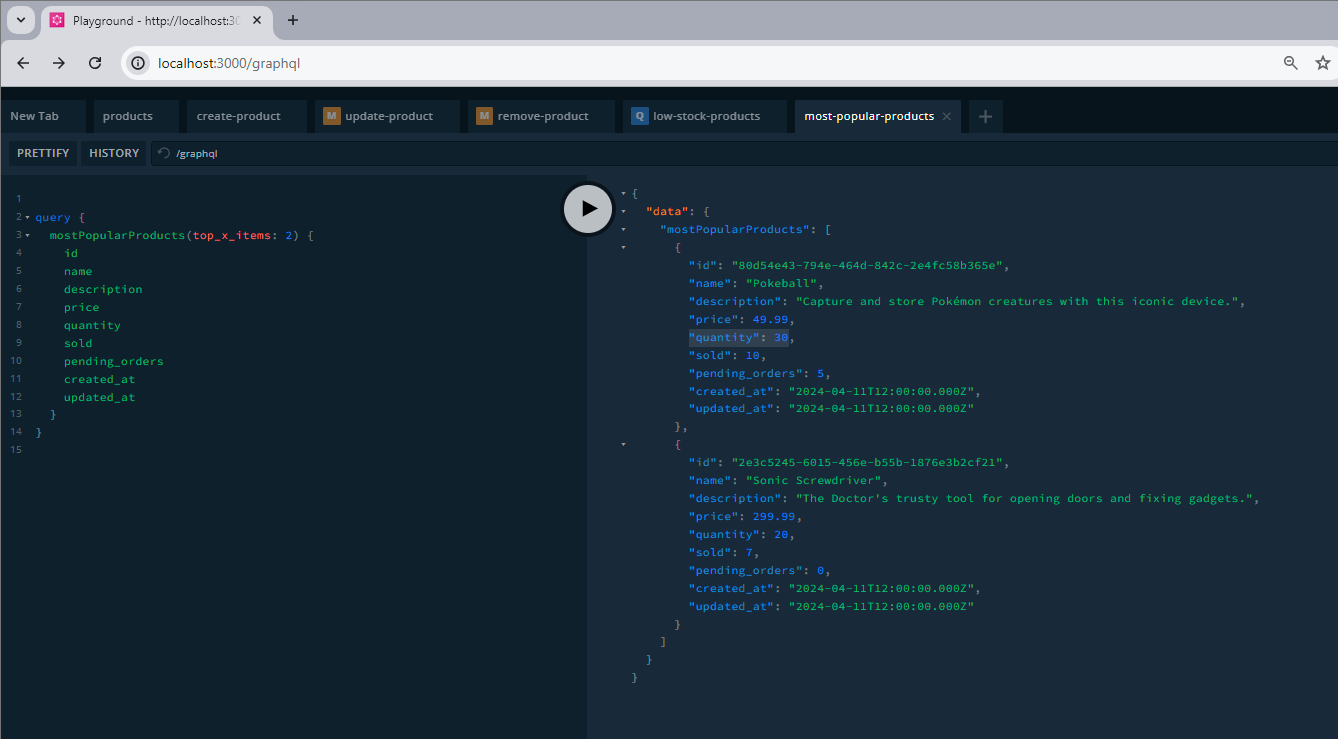 Playground - http://localhost:30
localhost:3000/graphql
New Tab products create-product M update-product M remove-product Q low-stock-products most-popular-products
PRETTIFY HISTORY /graphql
1
2 query {
3 mostPopularProducts(top_x_items: 2) {
4 id
5 name
6 description
7 price
8 quantity
9 sold
10 pending_orders
11 created_at
12 updated_at
13 }
14 }
15
{
"data": {
"mostPopularProducts": [
{
"id": "80d54e43-794e-464d-842c-2e4fc58b365e",
"name": "Pokeball",
"description": "Capture and store Pokémon creatures with this iconic device.",
"price": 49.99,
"quantity": 30,
"sold": 10,
"pending_orders": 5,
"created_at": "2024-04-11T12:00:00.000Z",
"updated_at": "2024-04-11T12:00:00.000Z"
},
{
"id": "2e3c5245-6015-456e-b55b-1876e3b2cf21",
"name": "Sonic Screwdriver",
"description": "The Doctor's trusty tool for opening doors and fixing gadgets.",
"price": 299.99,
"quantity": 20,
"sold": 7,
"pending_orders": 0,
"created_at": "2024-04-11T12:00:00.000Z",
"updated_at": "2024-04-11T12:00:00.000Z"
}
]
}
}